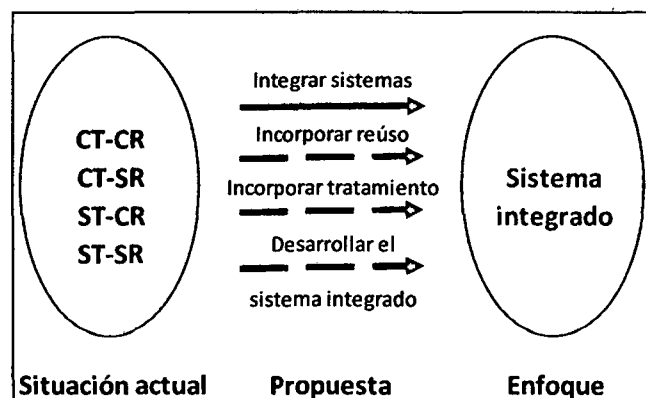 Integrar sistemas
CT-CR
Incorporar reúso
CT-SR
Incorporar tratamiento
ST-CR
ST-SR
Desarrollar el
sistema integrado
Sistema
integrado
Situación actual
Propuesta
Enfoque